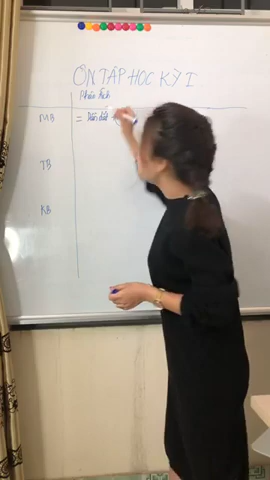 ÔN TẬP HỌC KỲ I
Phân tích
MB = Dẫn dắt +
TB
KB